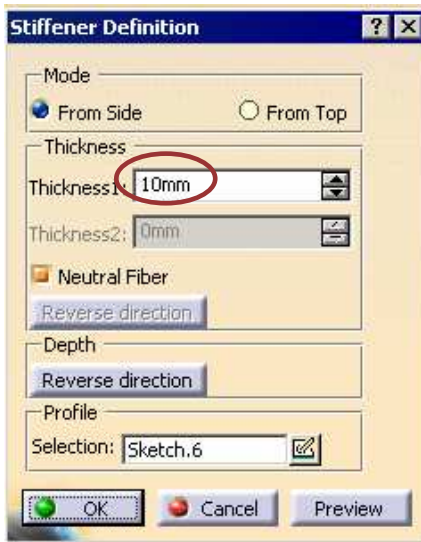 Stiffener Definition
Mode
From Side From Top
Thickness
Thickness1: 10mm
Thickness2: 0mm
Neutral Fiber
Reverse direction
Depth
Reverse direction
Profile
Selection: Sketch.6
OK Cancel Preview